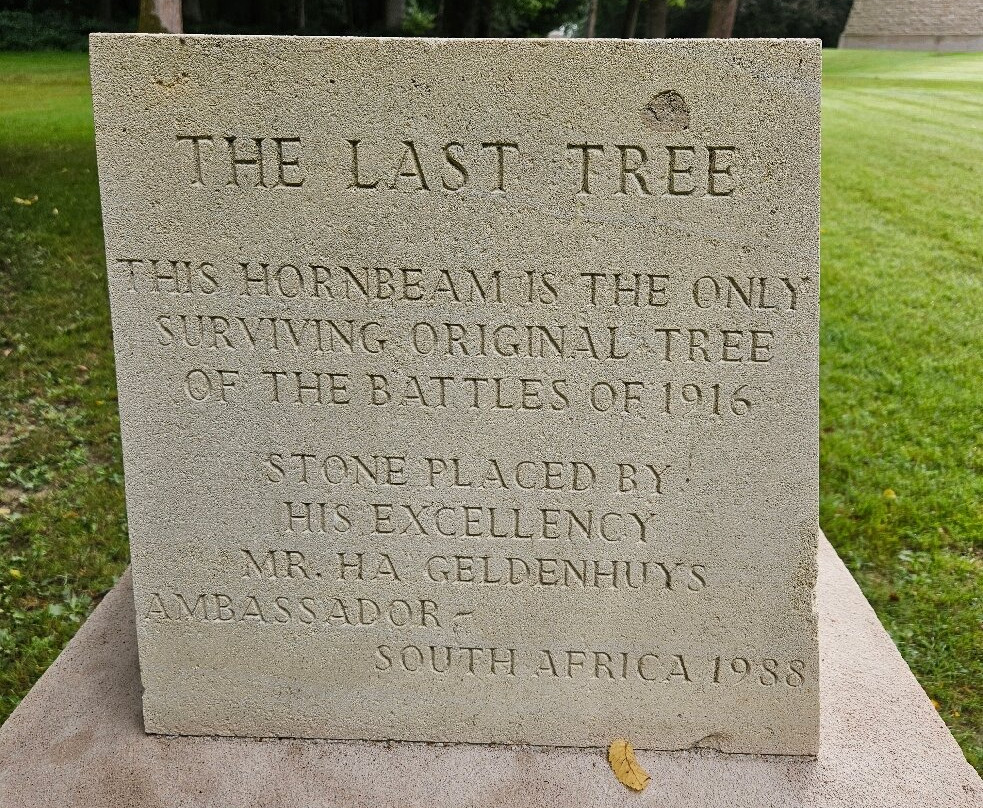 THE LAST TREE
THIS HORNBEAM IS THE ONLY
SURVIVING ORIGINAL TREE
OF THE BATTLES OF 1916
STONE PLACED BY
HIS EXCELLENCY
MR. HA GELDENHUYS
AMBASSADOR -
SOUTH AFRICA 1988